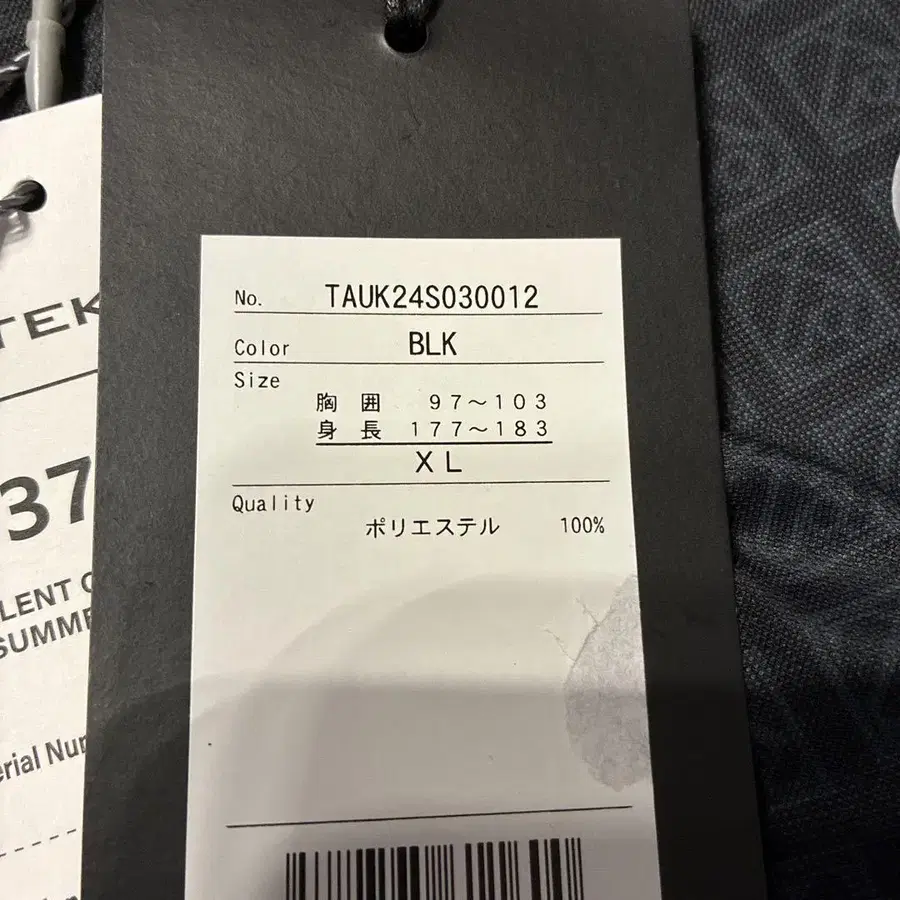 No. TAUK24S030012
Color BLK
Size
胸 囲 97～103
身 長 177～183
XL
Quality
ポリエステル 100%
TEK
37
LENT
SUMME
erial Nur